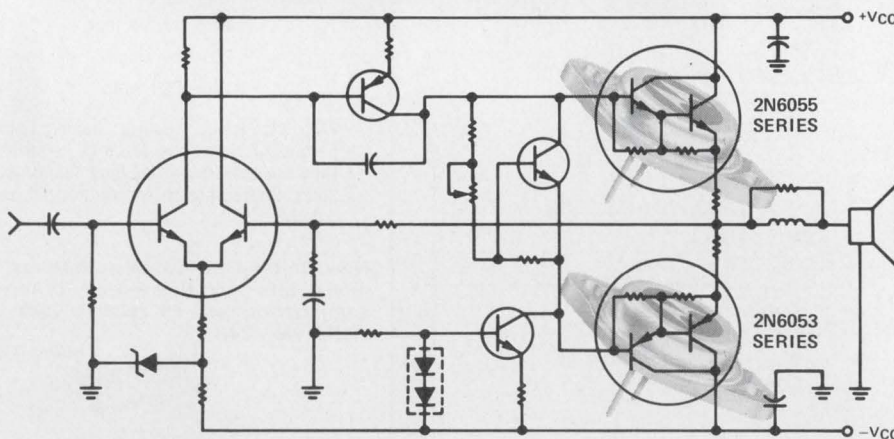 +VCC
2N6055
SERIES
2N6053
SERIES
-VCC